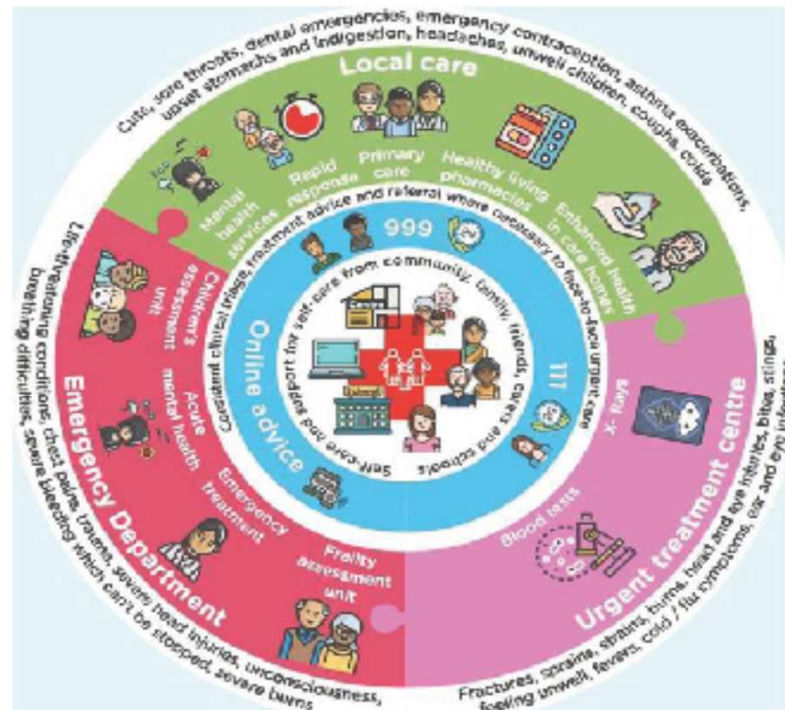 Cuts, sore throats, dental emergencies, emergency contraception, asthma exacerbations,
upset stomachs and indigestion, headaches, unwell children, coughs, colds
Local care
Mental
health
services
Rapid
response
Primary
care
Healthy living
pharmacies
Enhanced health
in care homes
Consistent clinical triage, treatment advice and referral where necessary to face-to-face urgent care
999
111
Online advice
Self-care and support for self-care from community, family, friends, carers and schools
Children's
assessment
unit
Acute
mental health
Emergency
treatment
Frailty
assessment
unit
Emergency Department
Life-threatening conditions, chest pains, trauma, severe head injuries, unconsciousness,
breathing difficulties, severe bleeding which can't be stopped, severe burns
X- Rays
Blood tests
Urgent treatment centre
Fractures, sprains, strains, burns, head and eye injuries, bites, stings,
feeling unwell, fevers, cold / flu symptoms, ear and eye